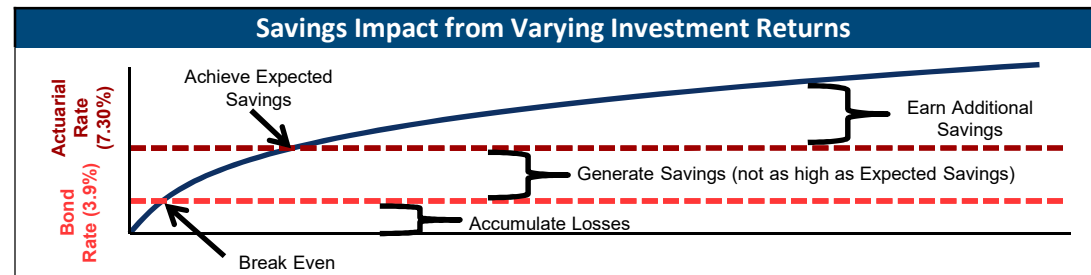 Savings Impact from Varying Investment Returns
Actuarial
Rate
(7.30%)
Bond
Rate (3.9%)
Achieve Expected
Savings
Earn Additional
Savings
Generate Savings (not as high as Expected Savings)
Accumulate Losses
Break Even